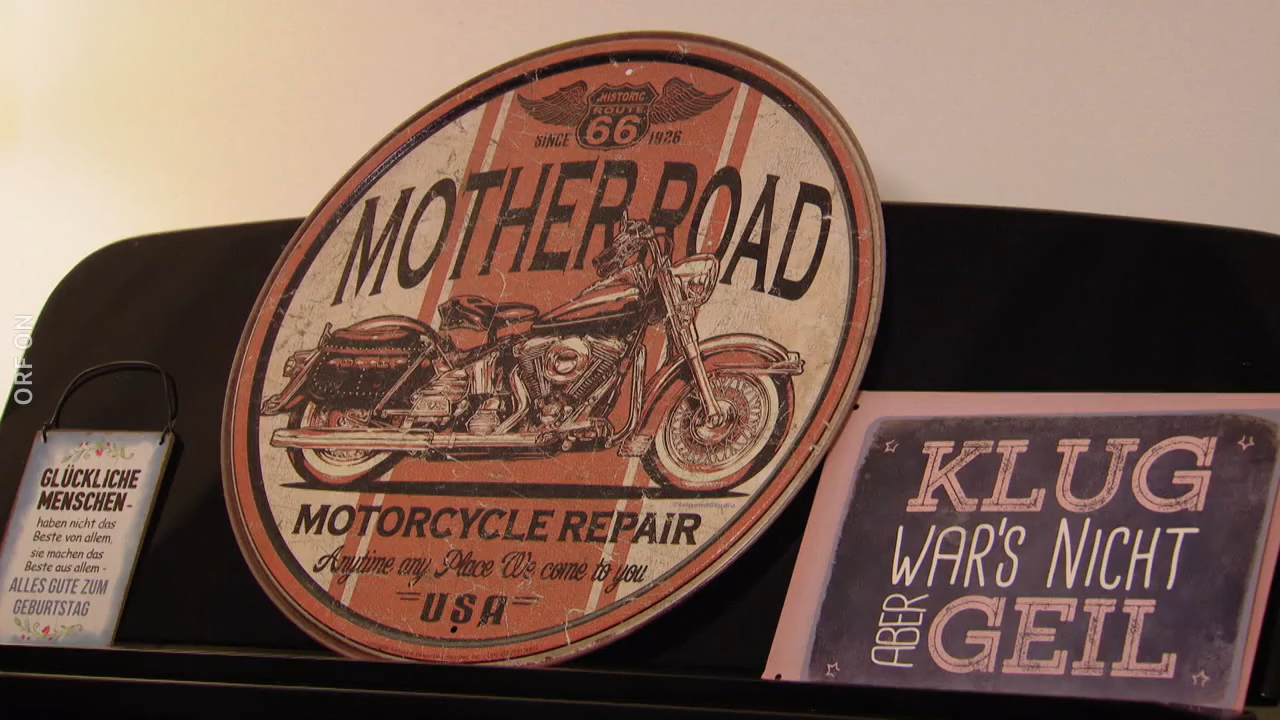 ORF ON
GLÜCKLICHE
MENSCHEN-
haben nicht das
Beste von allem,
sie machen das
Beste aus allem -
ALLES GUTE ZUM
GEBURTSTAG
HISTORIC
ROUTE
66
SINCE 1926
MOTHER ROAD
MOTORCYCLE REPAIR
Anytime any Place We come to you
USA
KLUG
WAR'S NICHT
ABER GEIL